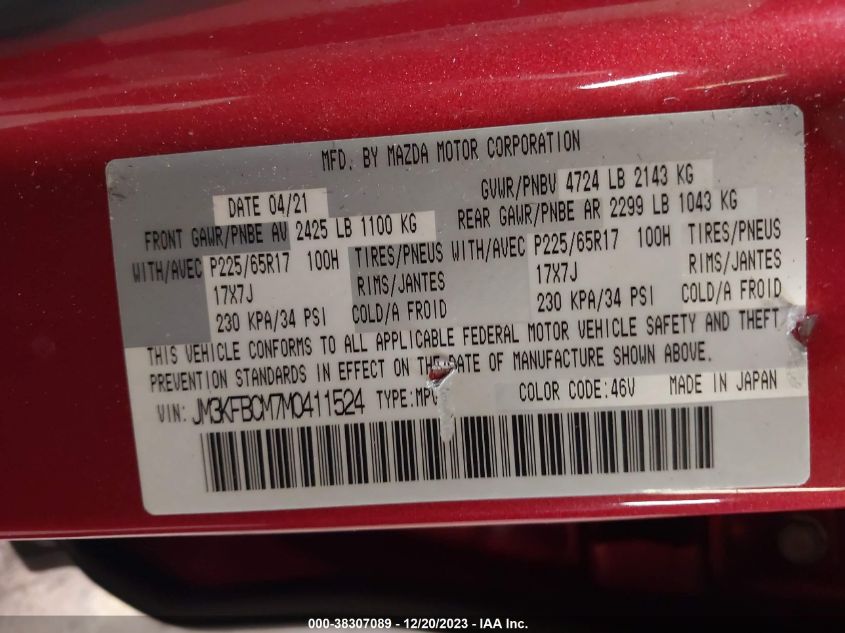 MFD. BY MAZDA MOTOR CORPORATION
DATE 04/21 GVWR/PNBV 4724 LB 2143 KG
FRONT GAWR/PNBE AV 2425 LB 1100 KG REAR GAWR/PNBE AR 2299 LB 1043 KG
WITH/AVEC P225/65R17 100H TIRES/PNEUS WITH/AVEC P225/65R17 100H TIRES/PNEUS
17X7J RIMS/JANTES 17X7J RIMS/JANTES
230 KPA/34 PSI COLD/A FROID 230 KPA/34 PSI COLD/A FROID
THIS VEHICLE CONFORMS TO ALL APPLICABLE FEDERAL MOTOR VEHICLE SAFETY AND THEFT
PREVENTION STANDARDS IN EFFECT ON THE DATE OF MANUFACTURE SHOWN ABOVE.
VIN: JM3KFBCM7M0411524 TYPE:MPV COLOR CODE:46V MADE IN JAPAN
000-38307089 - 12/20/2023 - IAA Inc.